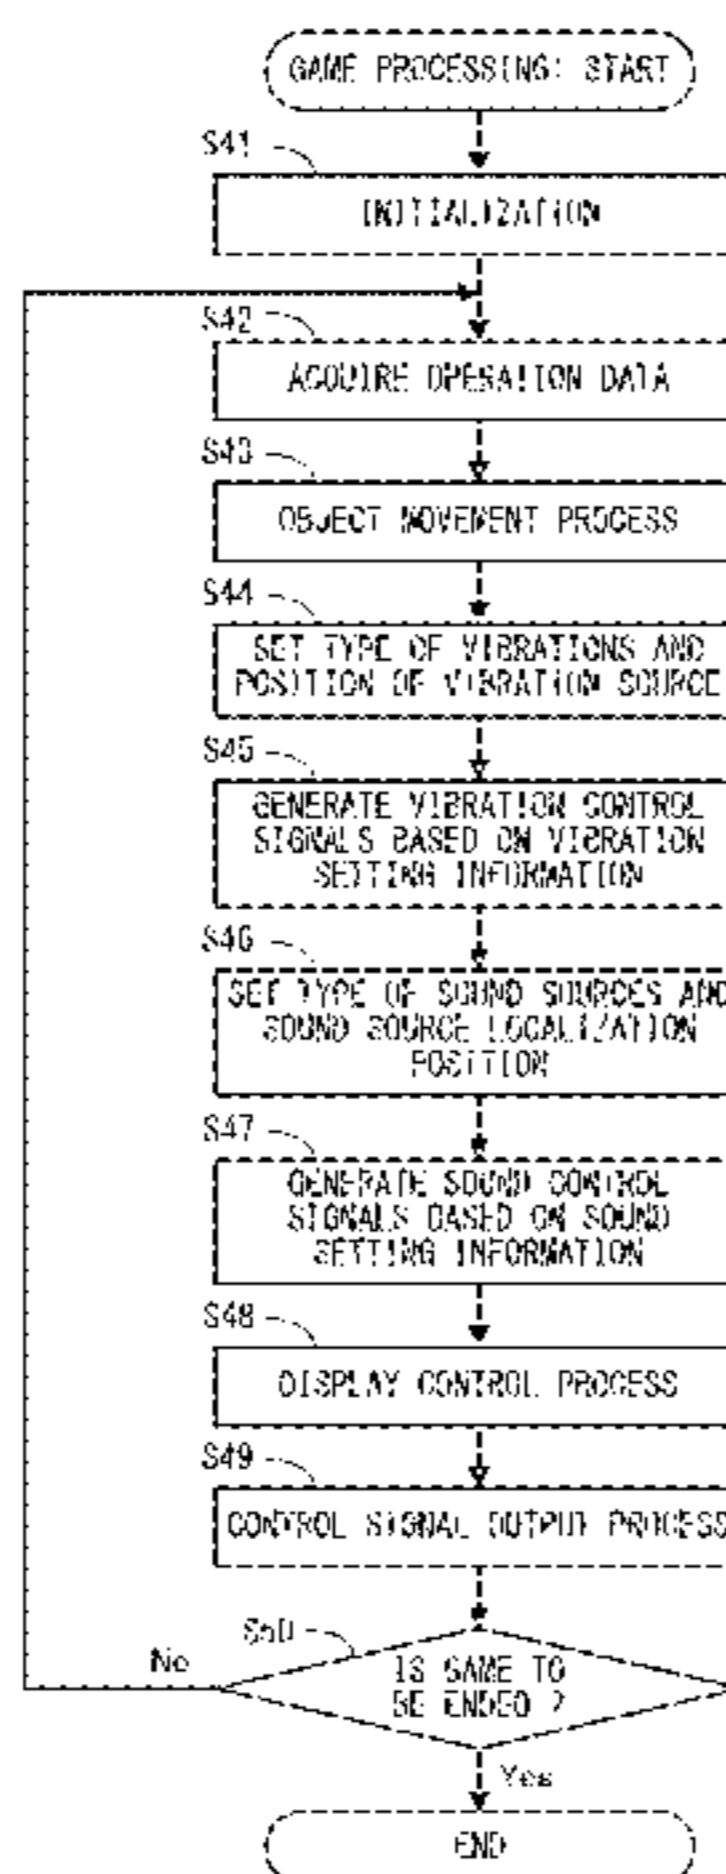 GAME PROCESSING: START
S41
INITIALIZATION
S42
ACQUIRE OPERATION DATA
S43
OBJECT MOVEMENT PROCESS
S44
SET TYPE OF VIBRATIONS AND
POSITION OF VIBRATION SOURCE
S45
GENERATE VIBRATION CONTROL
SIGNALS BASED ON VIBRATION
SETTING INFORMATION
S46
SET TYPE OF SOUND SOURCES AND
SOUND SOURCE LOCALIZATION
POSITION
S47
GENERATE SOUND CONTROL
SIGNALS BASED ON SOUND
SETTING INFORMATION
S48
DISPLAY CONTROL PROCESS
S49
CONTROL SIGNAL OUTPUT PROCESS
S50
No
IS GAME TO
BE ENDED ?
Yes
END